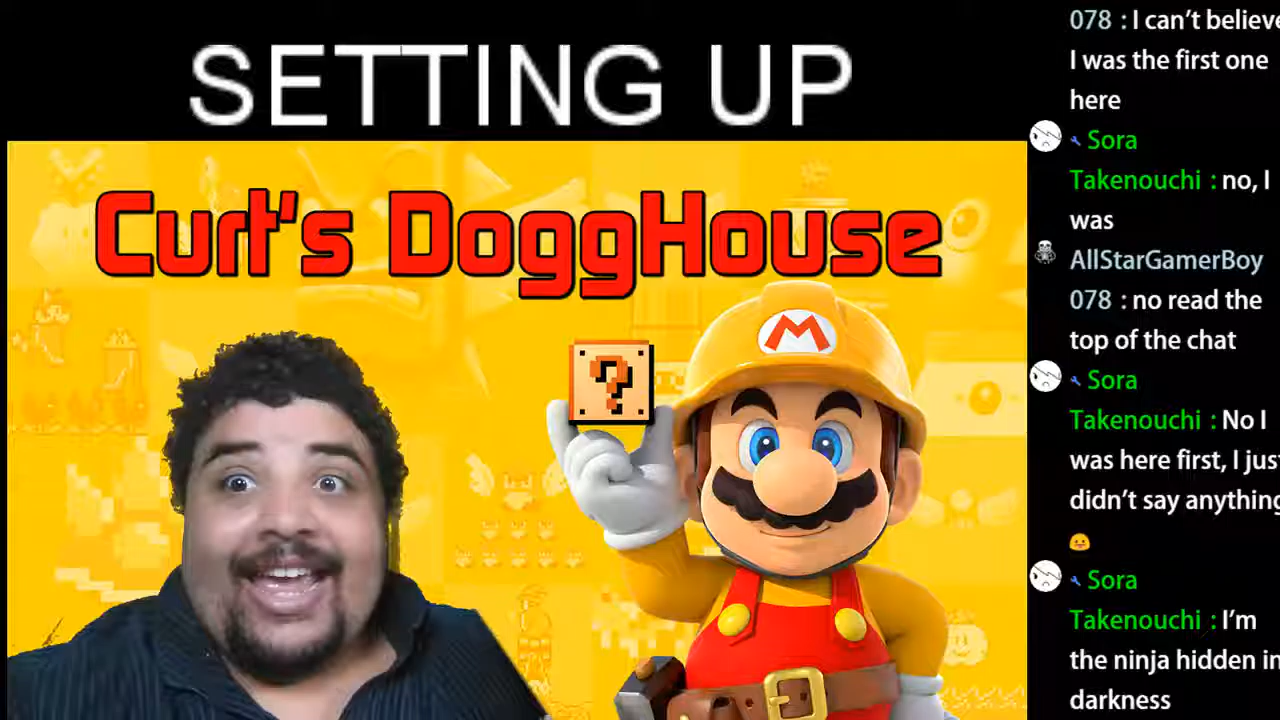 SETTING UP
Curt's DoggHouse
?
M
078 : I can't believe
I was the first one
here
Sora
Takenouchi : no, I
was
AllStarGamerBoy
078 : no read the
top of the chat
Sora
Takenouchi : No I
was here first, I just
didn't say anything
Sora
Takenouchi : I'm
the ninja hidden in
darkness